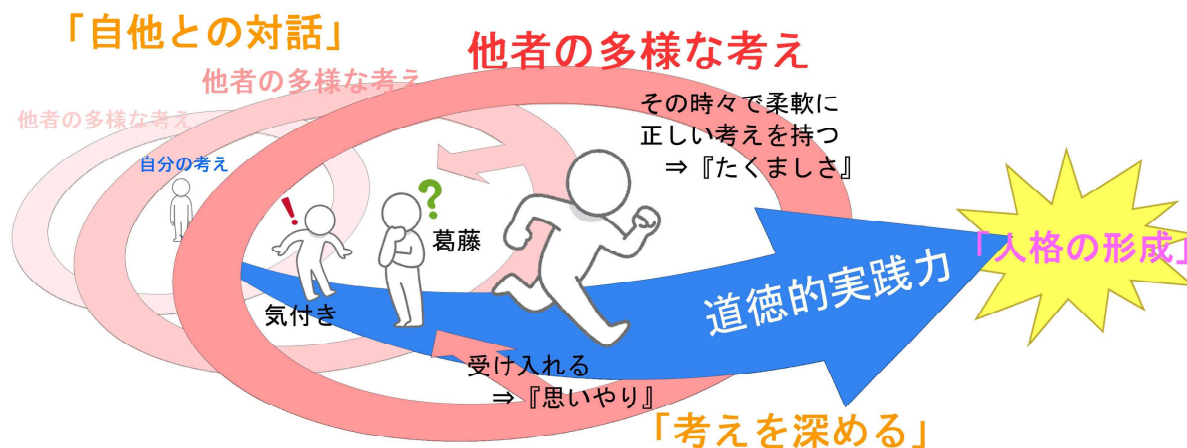 「自他との対話」
他者の多様な考え
他者の多様な考え
他者の多様な考え
自分の考え
その時々で柔軟に
正しい考えを持つ
⇒『たくましさ』
!
?
葛藤
気付き
「人格の形成」
道徳的実践力
受け入れる
⇒『思いやり』
「考えを深める」